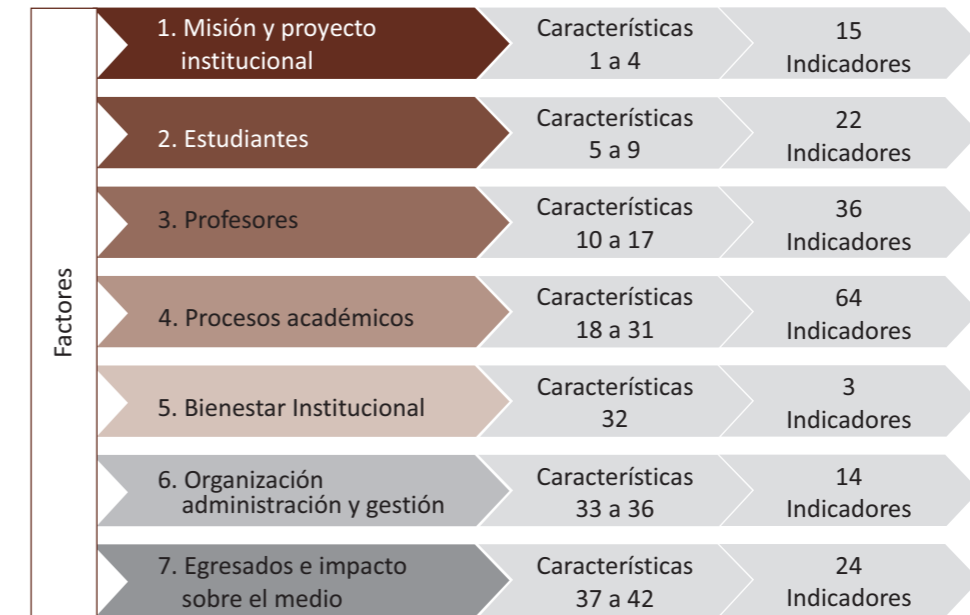 Factores
1. Misión y proyecto
institucional
Características
1 a 4
15
Indicadores
2. Estudiantes
Características
5 a 9
22
Indicadores
3. Profesores
Características
10 a 17
36
Indicadores
4. Procesos académicos
Características
18 a 31
64
Indicadores
5. Bienestar Institucional
Características
32
3
Indicadores
6. Organización
administración y gestión
Características
33 a 36
14
Indicadores
7. Egresados e impacto
sobre el medio
Características
37 a 42
24
Indicadores